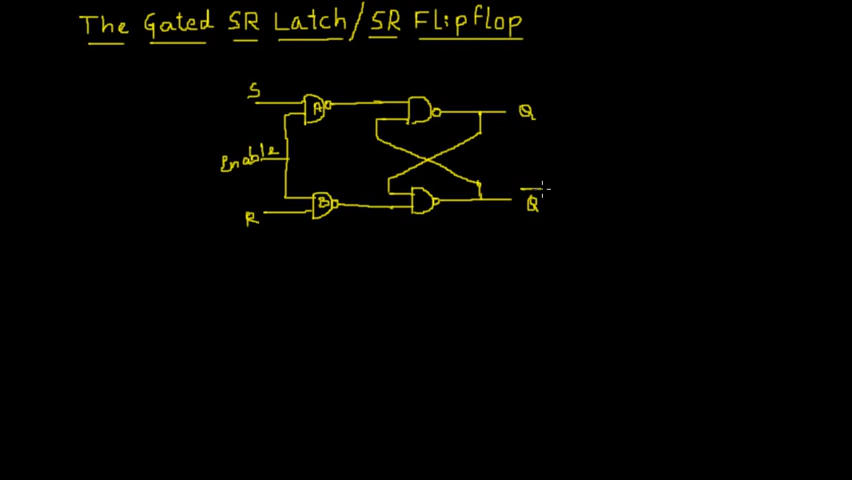 The Gated SR Latch/SR Flipflop
S
A
Q
Enable
B
Q̅
R